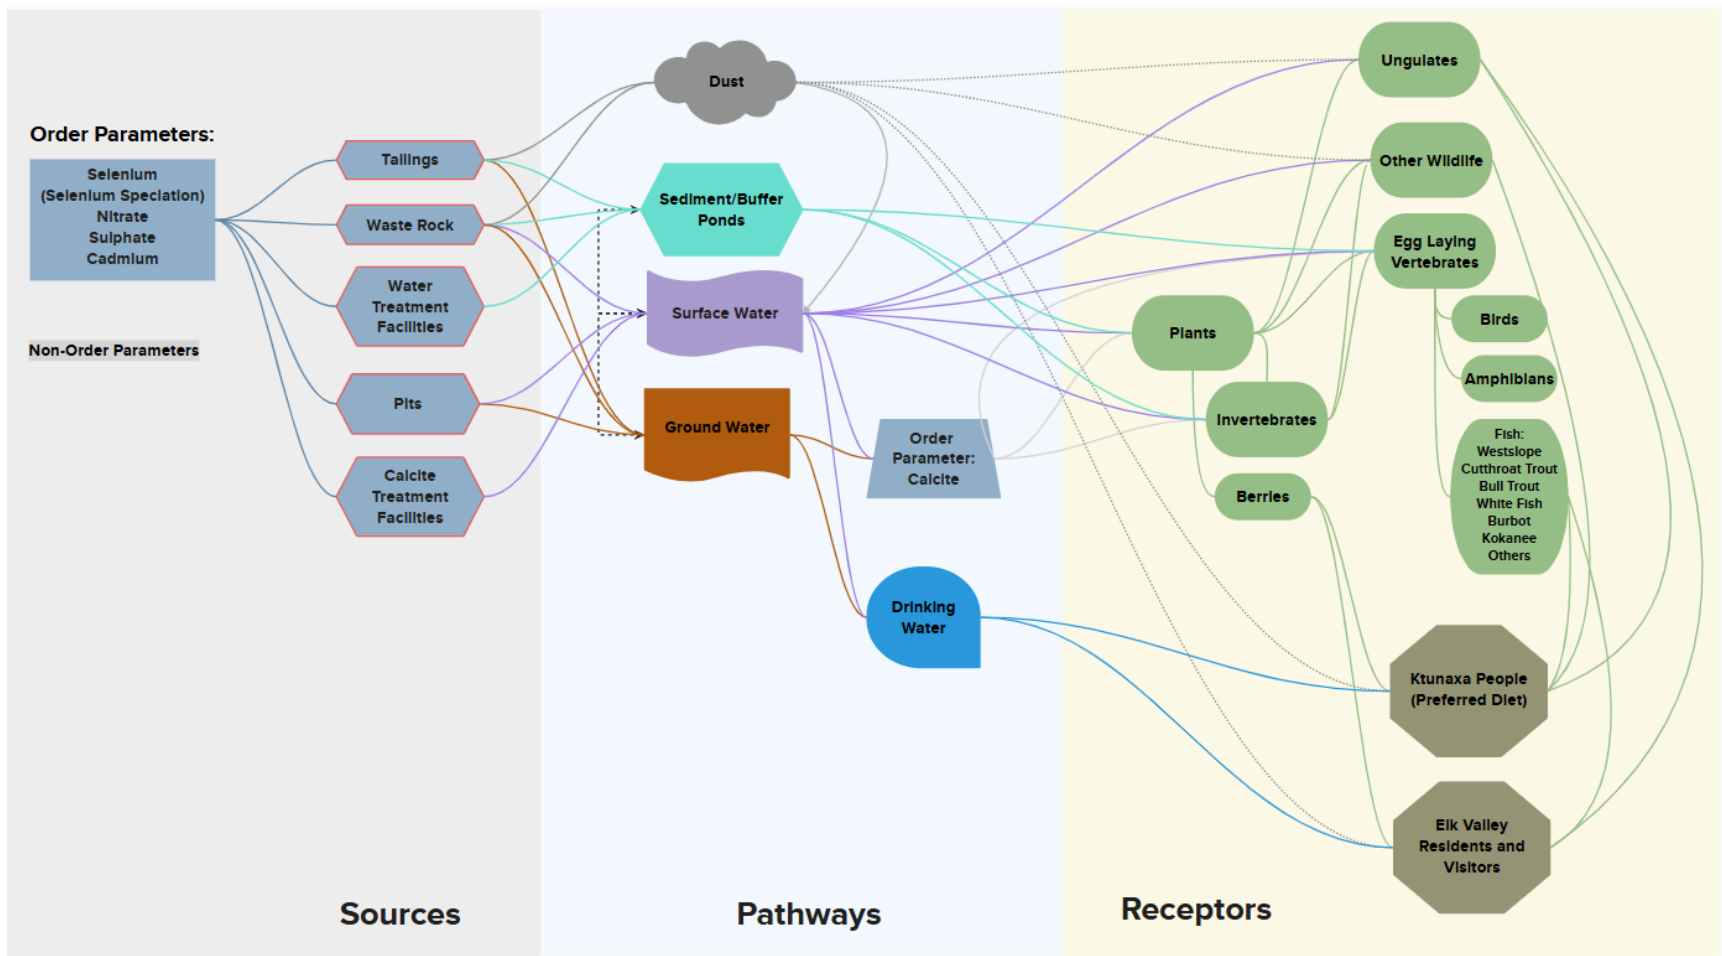 Order Parameters:
Selenium
(Selenium Speciation)
Nitrate
Sulphate
Cadmium
Non-Order Parameters
Tailings
Waste Rock
Water
Treatment
Facilities
Pits
Calcite
Treatment
Facilities
Sources
Dust
Sediment/Buffer
Ponds
Surface Water
Ground Water
Order
Parameter:
Calcite
Drinking
Water
Pathways
Ungulates
Other Wildlife
Egg Laying
Vertebrates
Birds
Amphibians
Fish:
Westslope
Cutthroat Trout
Bull Trout
White Fish
Burbot
Kokanee
Others
Plants
Invertebrates
Berries
Ktunaxa People
(Preferred Diet)
Elk Valley
Residents and
Visitors
Receptors